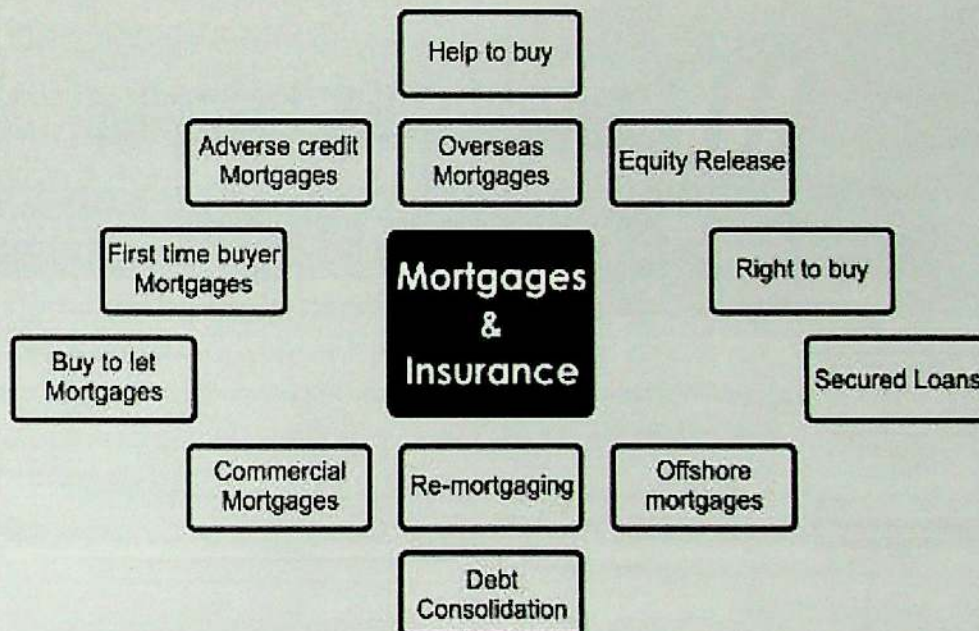 Help to buy
Adverse credit
Mortgages
Overseas
Mortgages
Equity Release
First time buyer
Mortgages
Mortgages
&
Insurance
Right to buy
Buy to let
Mortgages
Secured Loans
Commercial
Mortgages
Re-mortgaging
Offshore
mortgages
Debt
Consolidation